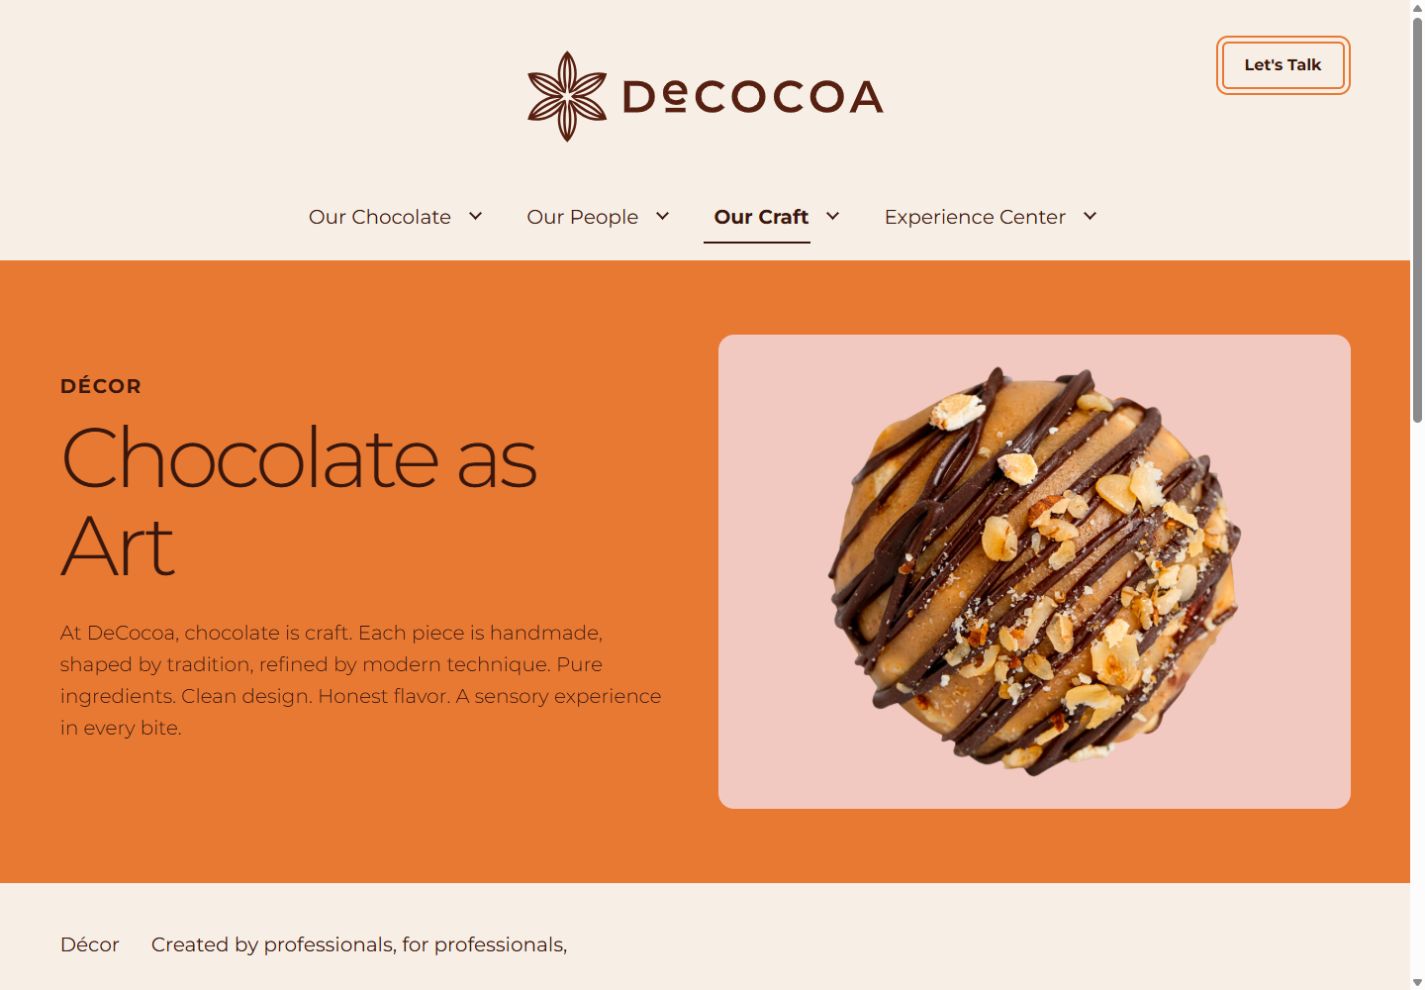 DeCOCOA
Let's Talk
Our Chocolate
Our People
Our Craft
Experience Center
DÉCOR
Chocolate as
Art
At DeCocoa, chocolate is craft. Each piece is handmade,
shaped by tradition, refined by modern technique. Pure
ingredients. Clean design. Honest flavor. A sensory experience
in every bite.
Décor
Created by professionals, for professionals,